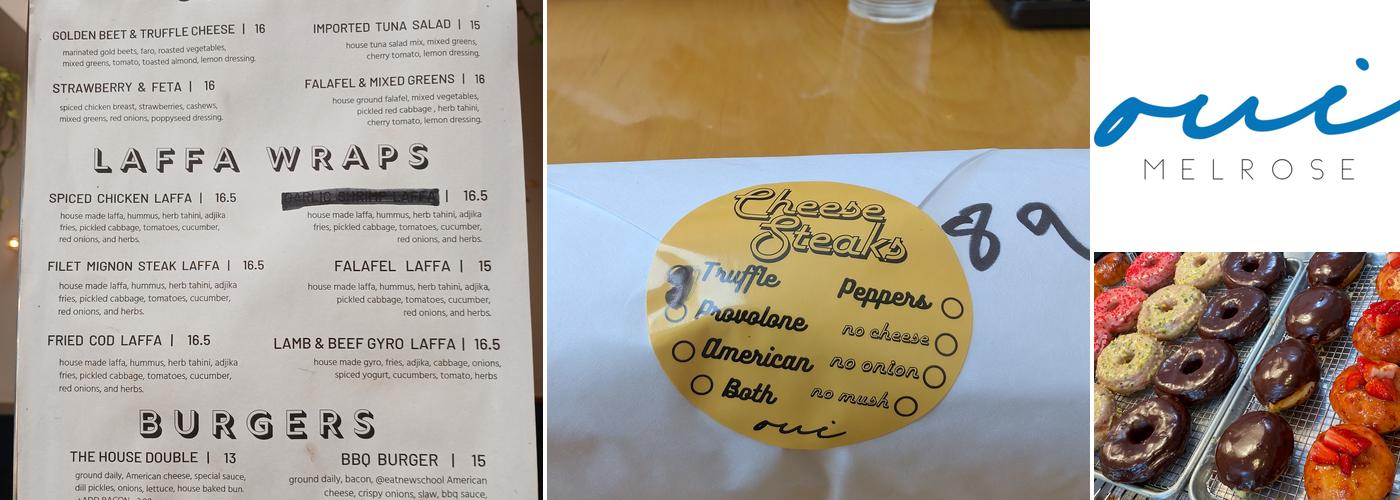 GOLDEN BEET & TRUFFLE CHEESE | 16
marinated gold beets, faro, roasted vegetables,
mixed greens, tomato, toasted almond, lemon dressing.
STRAWBERRY & FETA | 16
spiced chicken breast, strawberries, cashews,
mixed greens, red onions, poppyseed dressing.
IMPORTED TUNA SALAD | 15
house tuna salad mix, mixed greens,
cherry tomato, lemon dressing.
FALAFEL & MIXED GREENS | 16
house ground falafel, mixed vegetables,
pickled red cabbage , herb tahini,
cherry tomato, lemon dressing.
LAFFA WRAPS
SPICED CHICKEN LAFFA | 16.5
house made laffa, hummus, herb tahini, adjika
fries, pickled cabbage, tomatoes, cucumber,
red onions, and herbs.
FILET MIGNON STEAK LAFFA | 16.5
house made laffa, hummus, herb tahini, adjika
fries, pickled cabbage, tomatoes, cucumber,
red onions, and herbs.
FRIED COD LAFFA | 16.5
house made laffa, hummus, herb tahini, adjika
fries, pickled cabbage, tomatoes, cucumber,
red onions, and herbs.
GARLIC SHRIMP LAFFA | 16.5
house made laffa, hummus, herb tahini, adjika
fries, pickled cabbage, tomatoes, cucumber,
red onions, and herbs.
FALAFEL LAFFA | 15
house made laffa, hummus, herb tahini, adjika,
pickled cabbage, tomatoes, cucumber,
red onions, and herbs.
LAMB & BEEF GYRO LAFFA | 16.5
house made gyro, fries, adjika, cabbage, onions,
spiced yogurt, cucumbers, tomato, herbs
BURGERS
THE HOUSE DOUBLE | 13
ground daily, American cheese, special sauce,
dill pickles, onions, lettuce, house baked bun.
BBQ BURGER | 15
ground daily, bacon, @eatnewschool American
cheese, crispy onions, slaw, bbq sauce,
Cheese
Steaks
Truffle
Provolone
American
Both
Peppers
no cheese
no onion
no mush
oui
89
oui
MELROSE